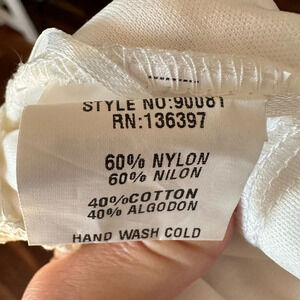 STYLE NO:90081
RN:136397
60% NYLON
60% NILON
40%COTTON
40% ALGODON
HAND WASH COLD